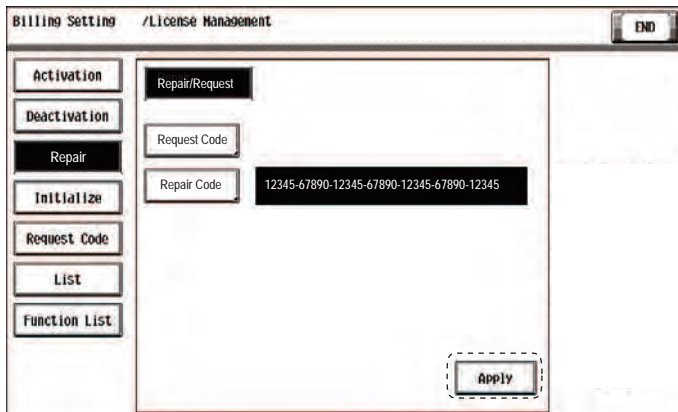 Billing Setting /License Management
END
Activation
Deactivation
Repair
Initialize
Request Code
List
Function List
Repair/Request
Request Code
Repair Code 12345-67890-12345-67890-12345-67890-12345
Apply